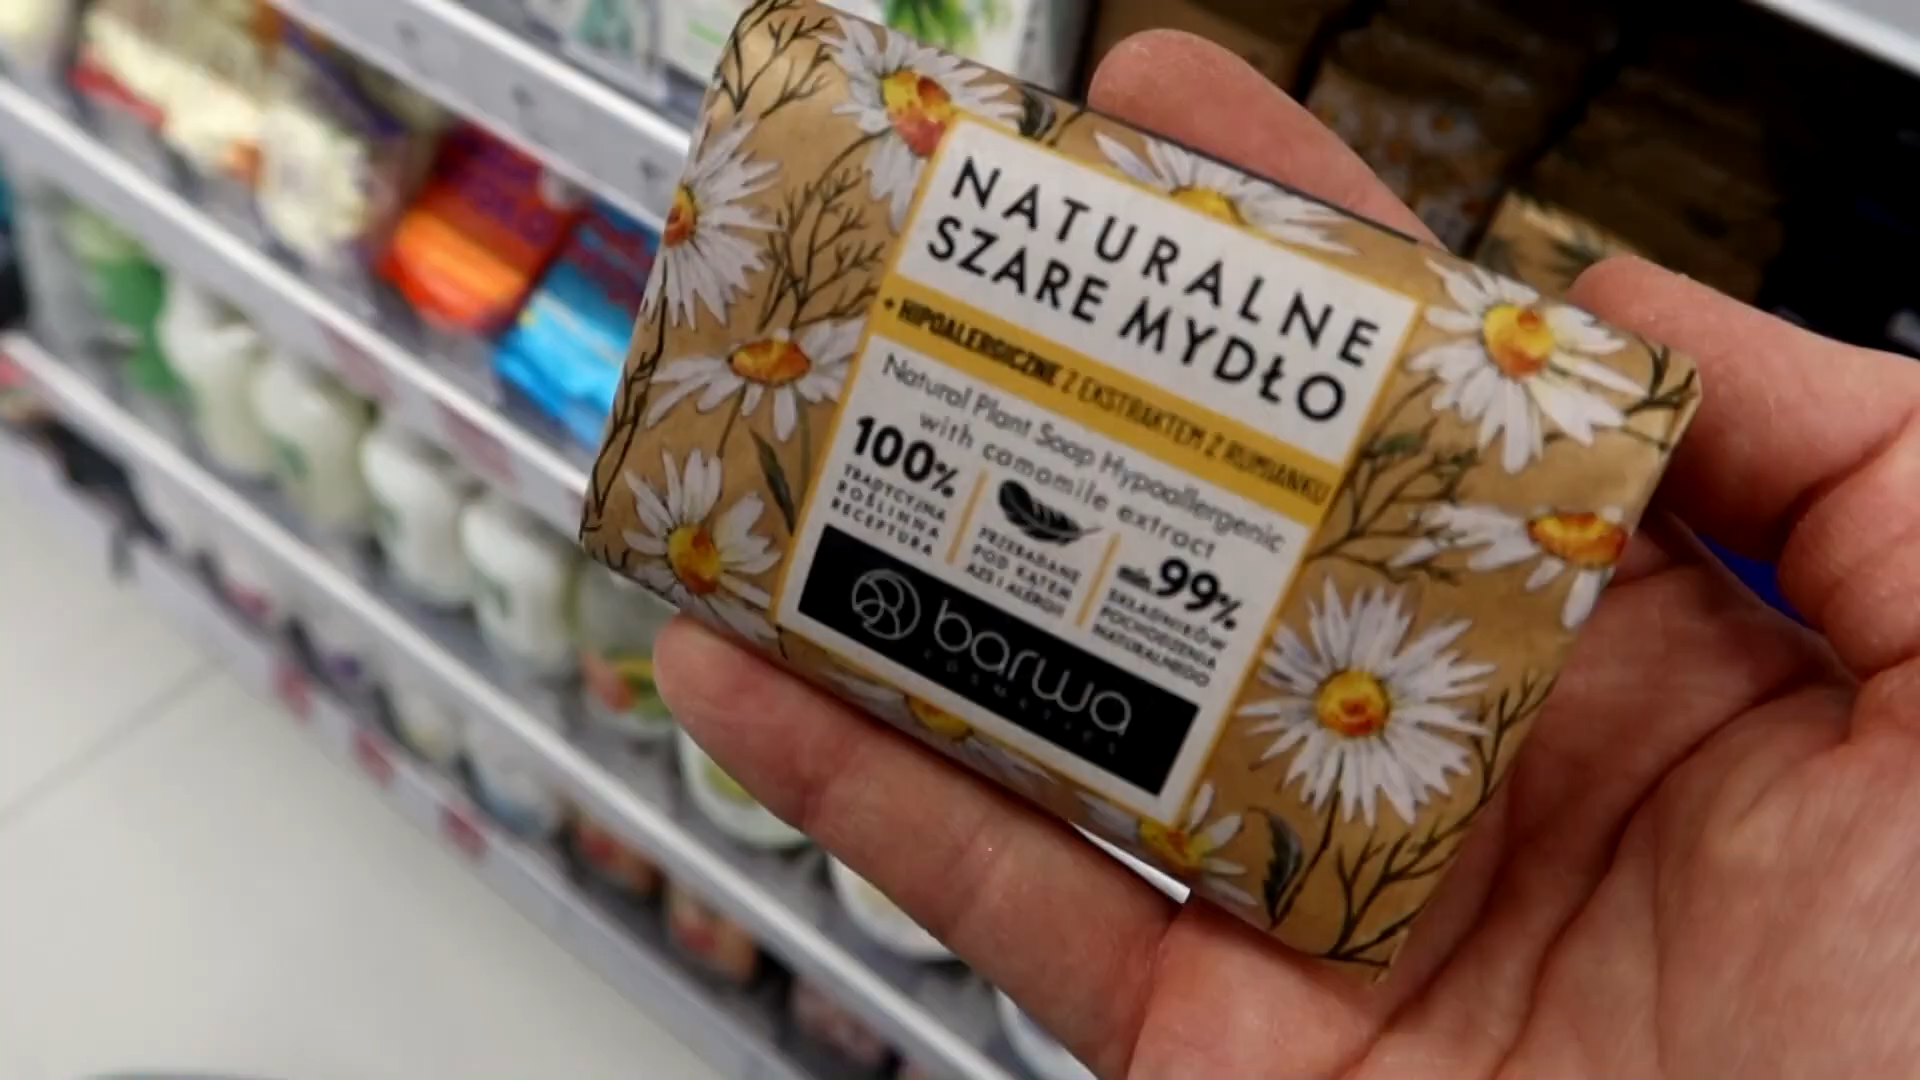 NATURALNE
SZARE MYDŁO
+ HIPOALERGICZNE Z EKSTRAKTEM Z RUMIANKU
Natural Plant Soap Hypoallergenic
with camomile extract
100%
TRADYCYJNA
ROŚLINNA
RECEPTURA
PRZEBADANE
POD KĄTEM
AZS I ALERGII
min. 99%
SKŁADNIKÓW
POCHODZENIA
NATURALNEGO
barwa
COSMETICS